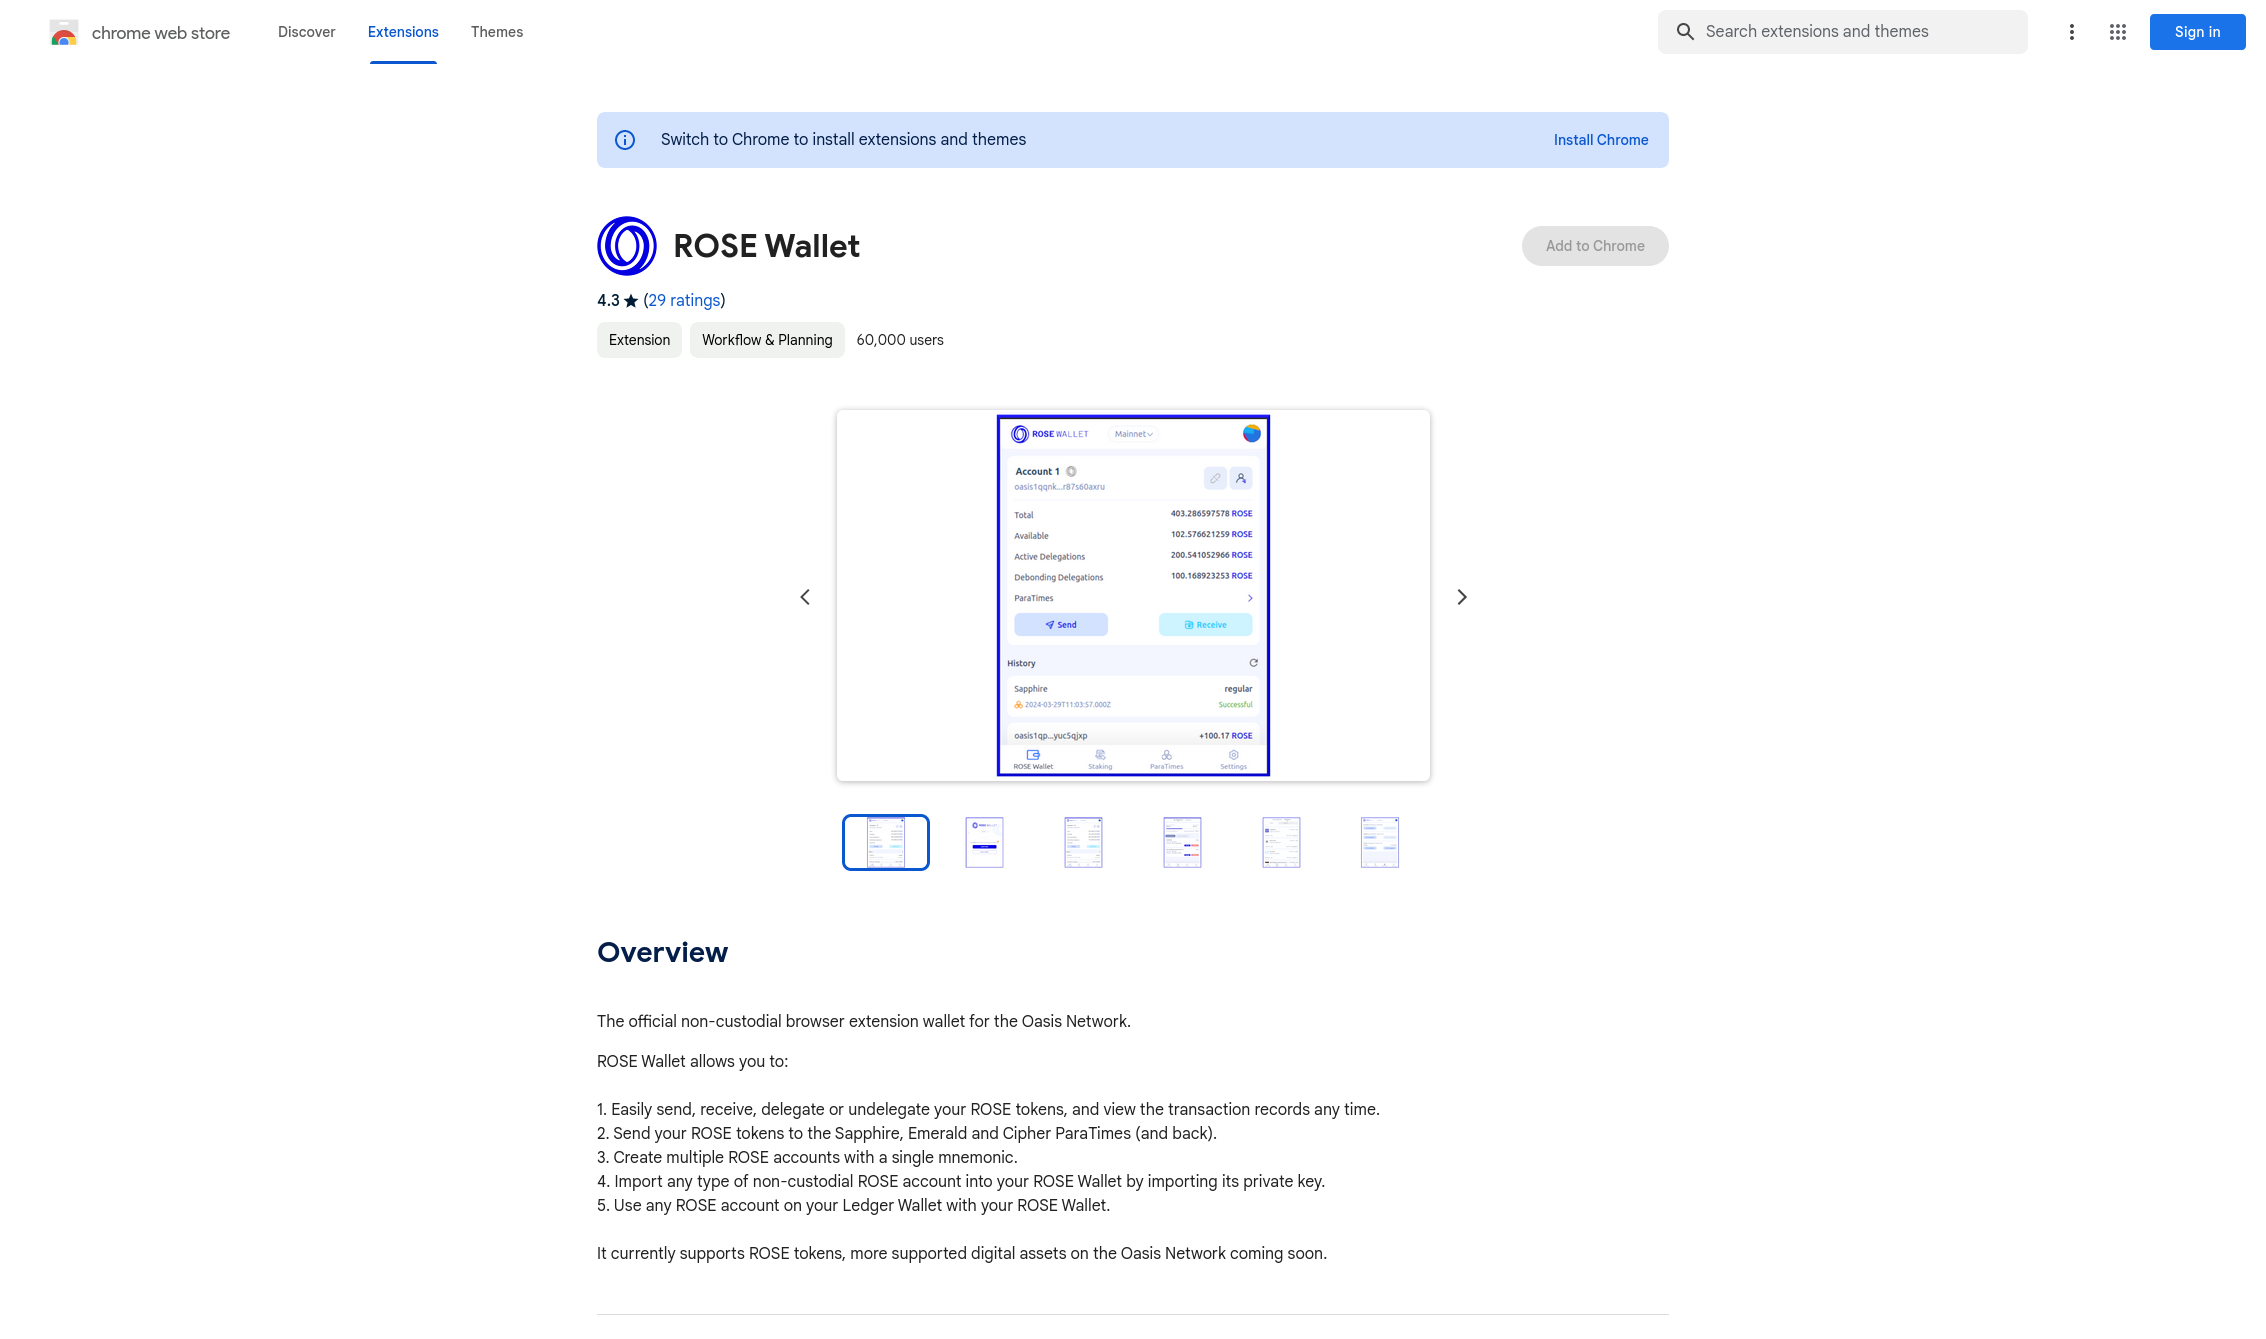 chrome web store
Discover
Extensions
Themes
Search extensions and themes
Sign in
Switch to Chrome to install extensions and themes
Install Chrome
ROSE Wallet
Add to Chrome
4.3 ★ (29 ratings)
Extension
Workflow & Planning
60,000 users
ROSE WALLET
Mainnet
Account 1
oasis1qqnk...r87s60axru
Total 403.286597578 ROSE
Available 102.576621259 ROSE
Active Delegations 200.541052966 ROSE
Debonding Delegations 100.168923253 ROSE
ParaTimes
Send
Receive
History
Sapphire regular
2024-03-29T11:03:57.000Z Successful
oasis1qp...yuc5qjxp +100.17 ROSE
ROSE Wallet
Staking
ParaTimes
Settings
Overview
The official non-custodial browser extension wallet for the Oasis Network.
ROSE Wallet allows you to:
1. Easily send, receive, delegate or undelegate your ROSE tokens, and view the transaction records any time.
2. Send your ROSE tokens to the Sapphire, Emerald and Cipher ParaTimes (and back).
3. Create multiple ROSE accounts with a single mnemonic.
4. Import any type of non-custodial ROSE account into your ROSE Wallet by importing its private key.
5. Use any ROSE account on your Ledger Wallet with your ROSE Wallet.
It currently supports ROSE tokens, more supported digital assets on the Oasis Network coming soon.